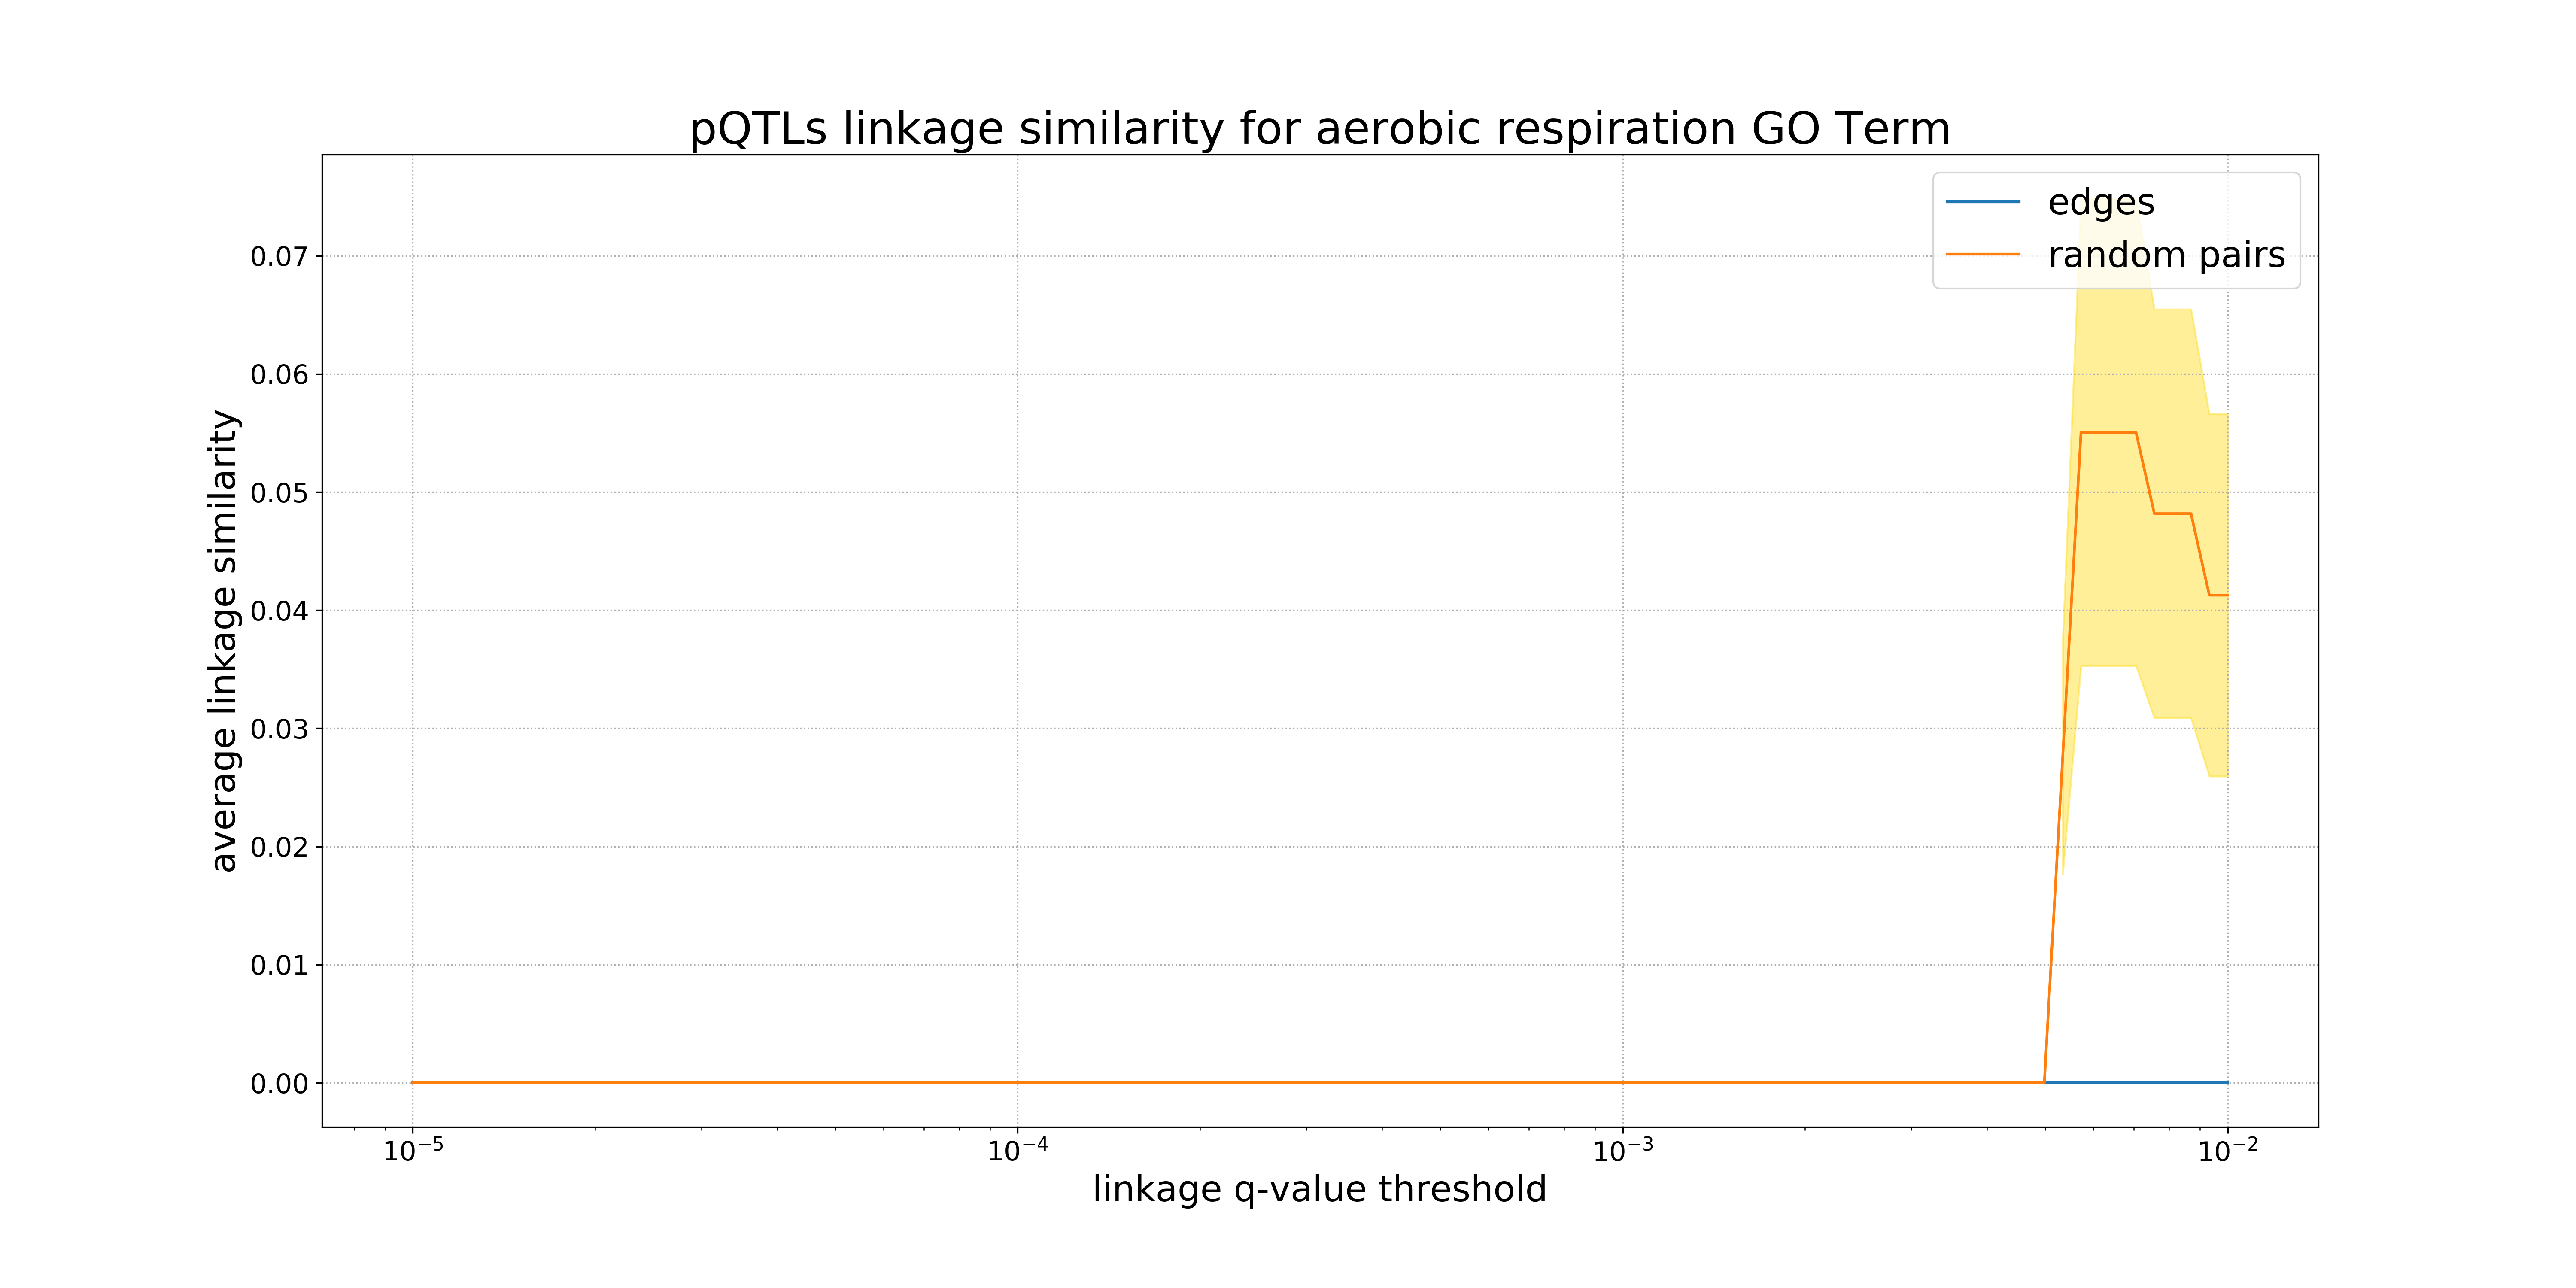 pQTLs linkage similarity for aerobic respiration GO Term
edges
random pairs
average linkage similarity
0.07
0.06
0.05
0.04
0.03
0.02
0.01
0.00
10⁻⁵ 10⁻⁴ 10⁻³ 10⁻²
linkage q-value threshold